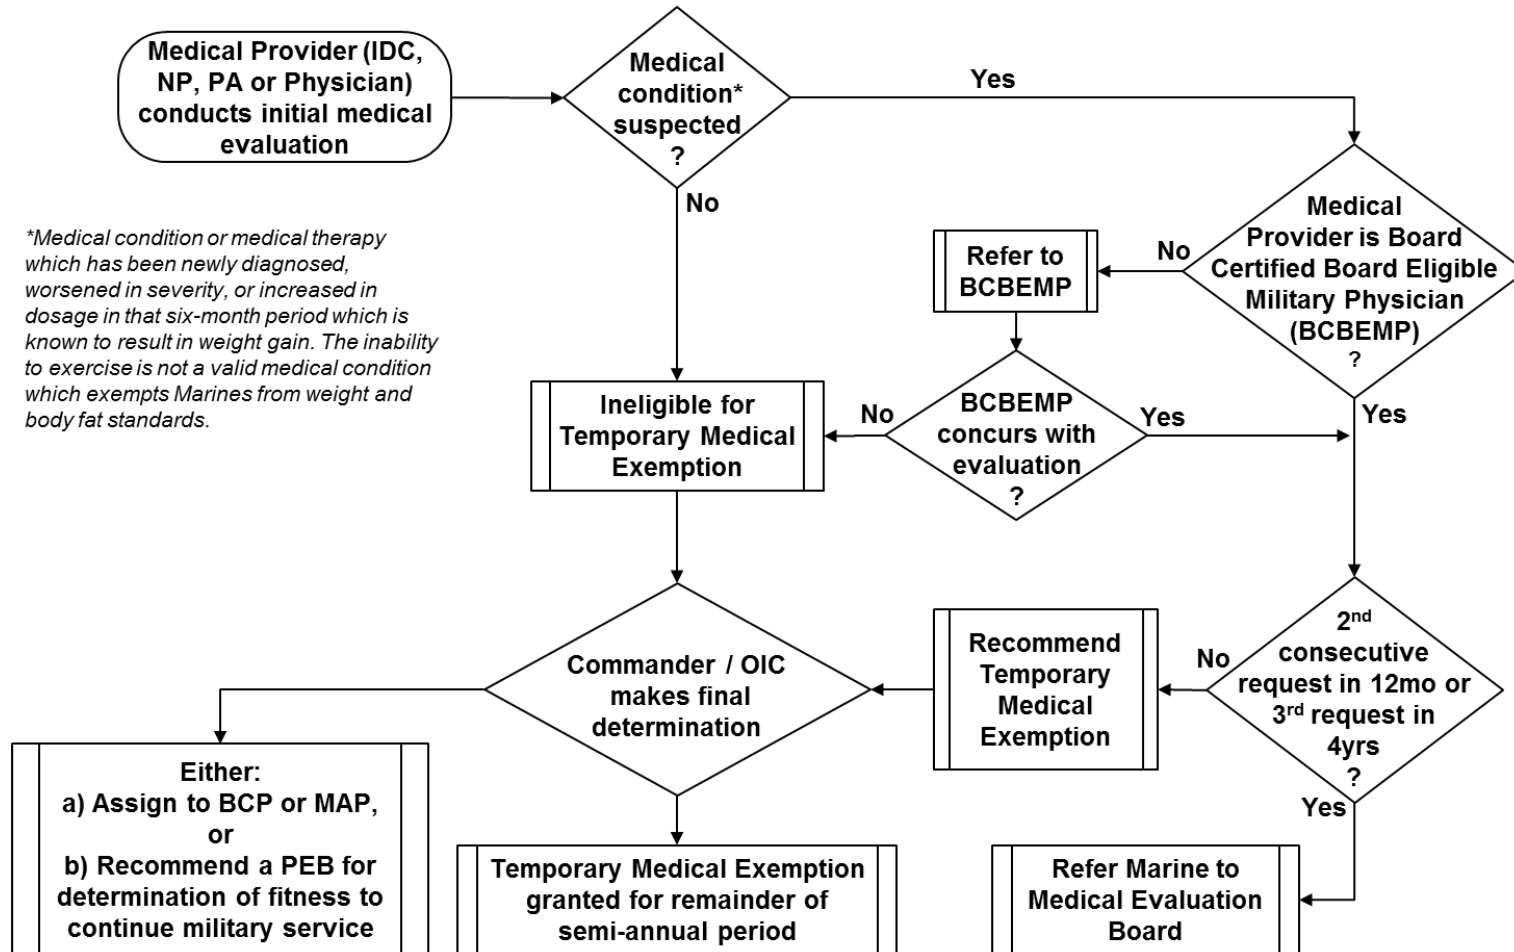 Medical Provider (IDC,
NP, PA or Physician)
conducts initial medical
evaluation
Medical
condition*
suspected
?
Yes
No
*Medical condition or medical therapy
which has been newly diagnosed,
worsened in severity, or increased in
dosage in that six-month period which is
known to result in weight gain. The inability
to exercise is not a valid medical condition
which exempts Marines from weight and
body fat standards.
Medical
Provider is Board
Certified Board Eligible
Military Physician
(BCBEMP)
?
No
Yes
Refer to
BCBEMP
BCBEMP
concurs with
evaluation
?
No
Yes
Ineligible for
Temporary Medical
Exemption
2nd
consecutive
request in 12mo or
3rd request in
4yrs
?
No
Yes
Recommend
Temporary
Medical
Exemption
Commander / OIC
makes final
determination
Either:
a) Assign to BCP or MAP,
or
b) Recommend a PEB for
determination of fitness to
continue military service
Temporary Medical Exemption
granted for remainder of
semi-annual period
Refer Marine to
Medical Evaluation
Board